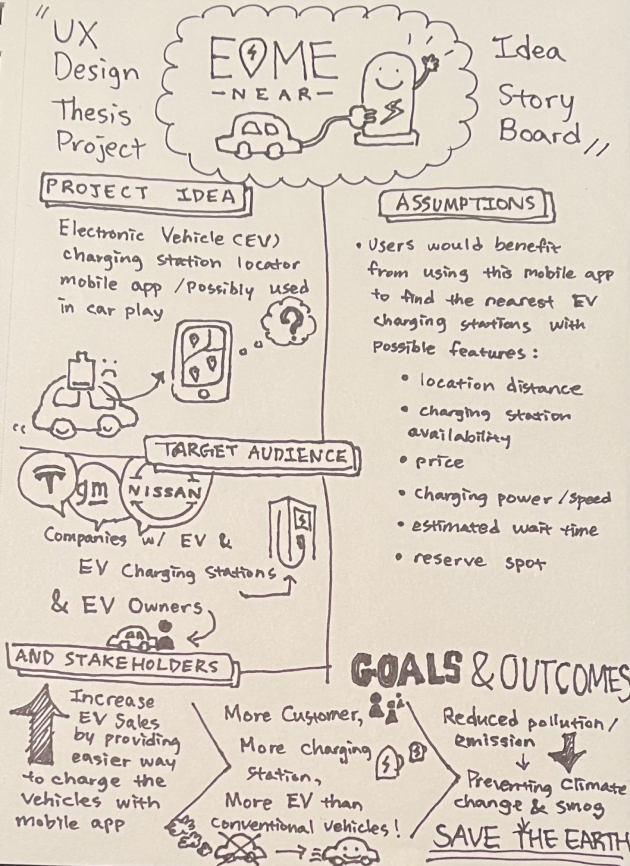 "UX
Design
Thesis
Project
EOME
-NEAR-
Idea
Story
Board"
PROJECT IDEA
Electronic Vehicle (EV)
charging station locator
mobile app / possibly used
in car play
?
ASSUMPTIONS
• Users would benefit
from using this mobile app
to find the nearest EV
charging stations with
possible features:
• location distance
• charging station
availability
• price
• charging power/speed
• estimated wait time
• reserve spot
TARGET AUDIENCE
T
gm
NISSAN
Companies w/ EV &
EV Charging Stations
& EV Owners
AND STAKEHOLDERS
Increase
EV Sales
by providing
easier way
to charge the
vehicles with
mobile app
GOALS & OUTCOMES
More Customer,
More charging
Station,
More EV than
conventional vehicles!
Reduced pollution/
emission
Preventing Climate
change & smog
SAVE THE EARTH